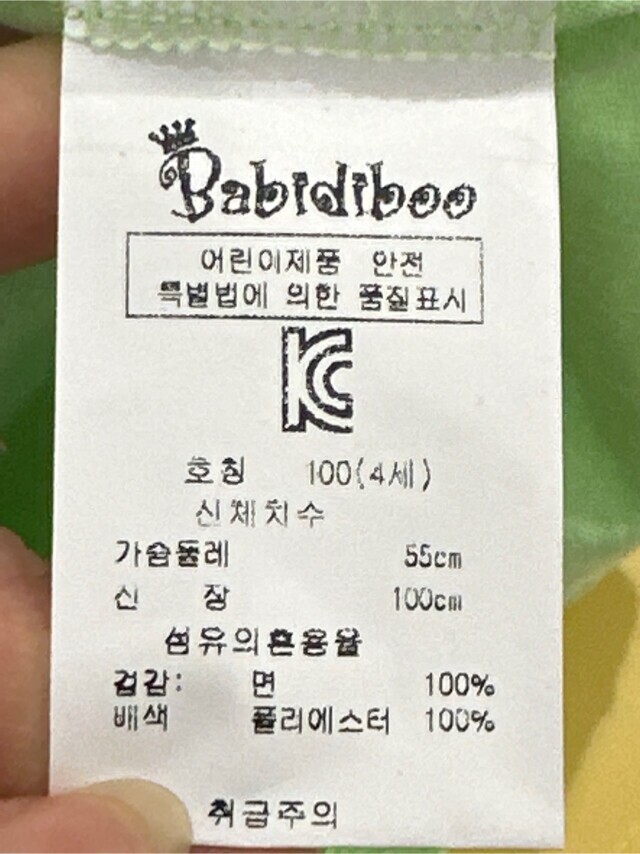 Babidiboo
어린이제품 안전
특별법에 의한 품질표시
KC
호칭 100(4세)
신체치수
가슴둘레 55cm
신 장 100cm
섬유의혼용율
겉감: 면 100%
배색 폴리에스터 100%
취급주의